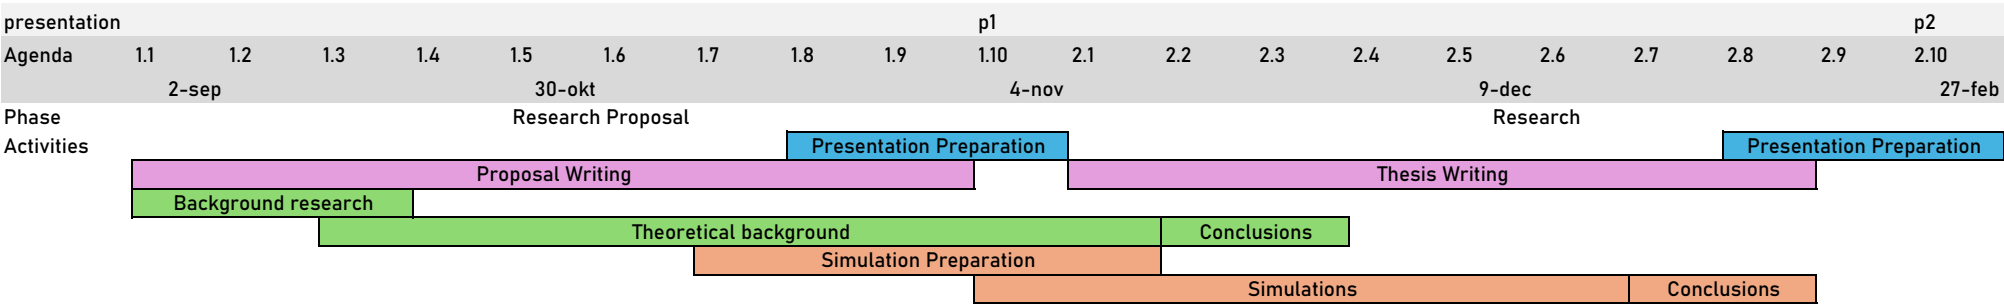 presentation p1 p2
Agenda 1.1 1.2 1.3 1.4 1.5 1.6 1.7 1.8 1.9 1.10 2.1 2.2 2.3 2.4 2.5 2.6 2.7 2.8 2.9 2.10
2-sep 30-okt 4-nov 9-dec 27-feb
Phase Research Proposal Research
Activities Presentation Preparation Presentation Preparation
Proposal Writing Thesis Writing
Background research
Theoretical background Conclusions
Simulation Preparation
Simulations Conclusions